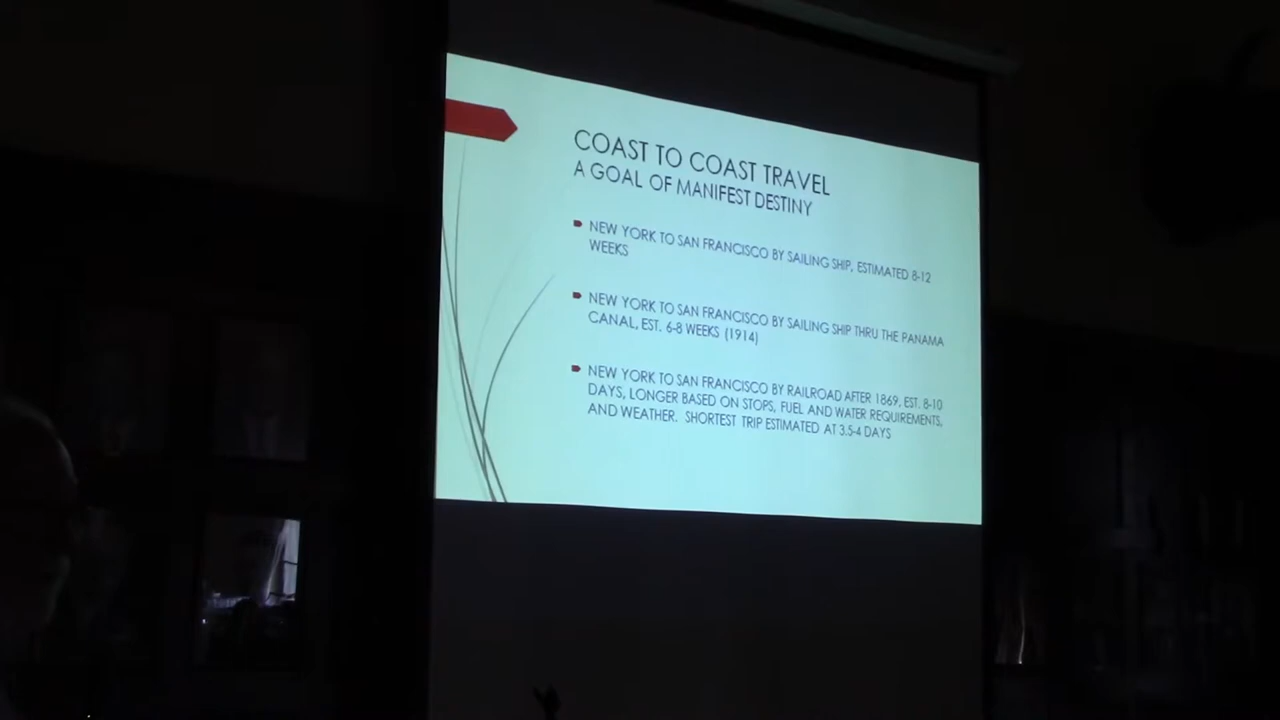 COAST TO COAST TRAVEL
A GOAL OF MANIFEST DESTINY
NEW YORK TO SAN FRANCISCO BY SAILING SHIP, ESTIMATED 8-12
WEEKS
NEW YORK TO SAN FRANCISCO BY SAILING SHIP THRU THE PANAMA
CANAL, EST. 6-8 WEEKS (1914)
NEW YORK TO SAN FRANCISCO BY RAILROAD AFTER 1869, EST. 8-10
DAYS, LONGER BASED ON STOPS, FUEL AND WATER REQUIREMENTS,
AND WEATHER. SHORTEST TRIP ESTIMATED AT 3.5-4 DAYS